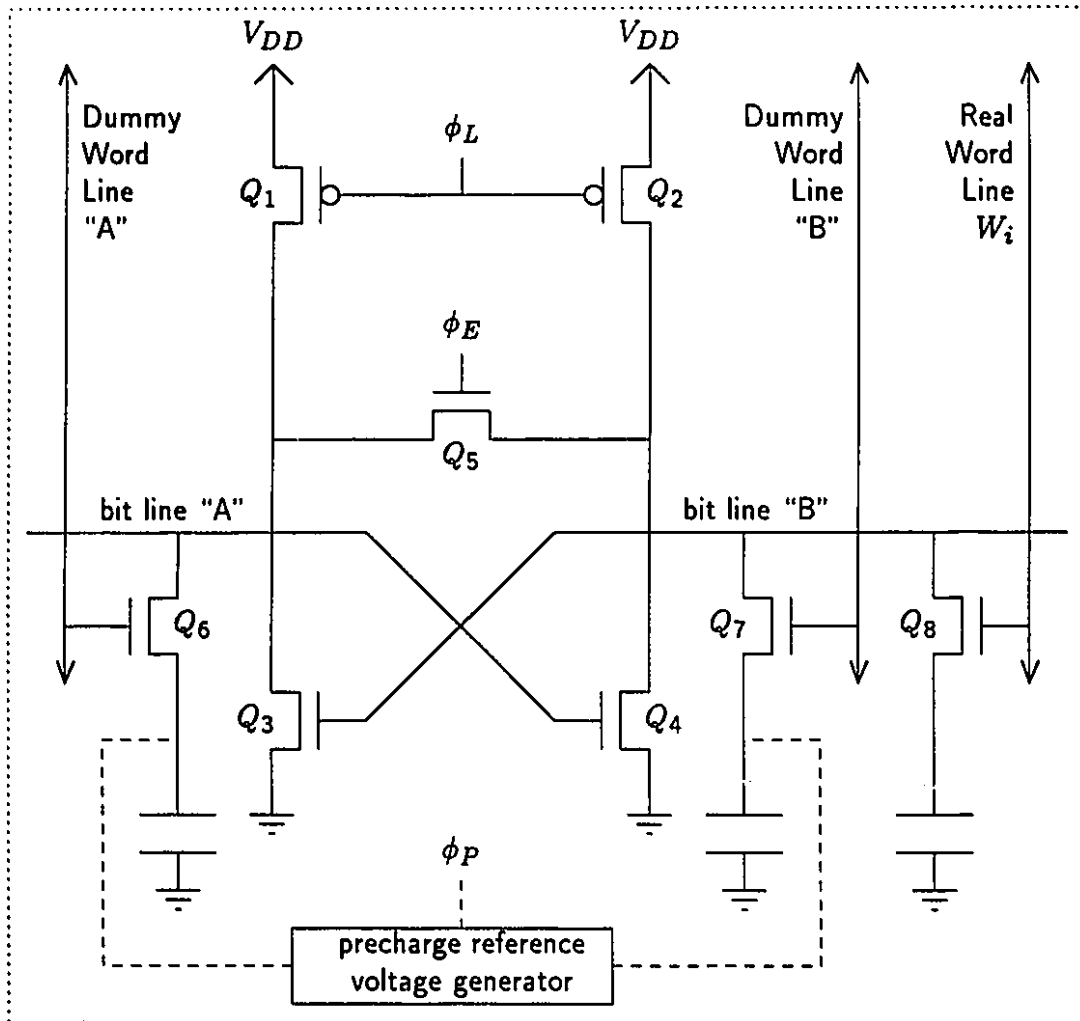 V_DD
V_DD
Dummy
Word
Line
"A"
φ_L
Dummy
Word
Line
"B"
Real
Word
Line
W_i
Q_1
Q_2
φ_E
Q_5
bit line "A"
bit line "B"
Q_6
Q_7
Q_8
Q_3
Q_4
φ_P
precharge reference
voltage generator